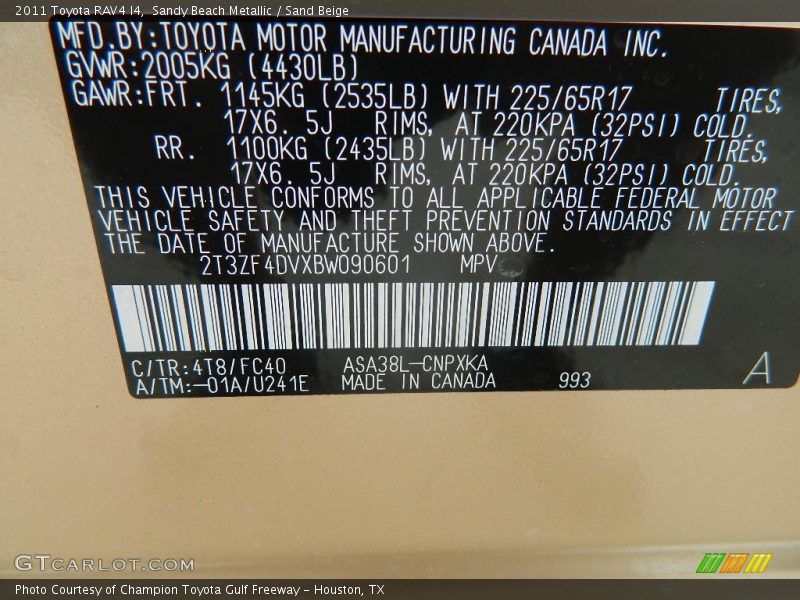 2011 Toyota RAV4 I4, Sandy Beach Metallic / Sand Beige
MFD.BY:TOYOTA MOTOR MANUFACTURING CANADA INC.
GVWR:2005KG (4430LB)
GAWR:FRT. 1145KG (2535LB) WITH 225/65R17 TIRES,
17X6. 5J RIMS, AT 220KPA (32PSI) COLD.
RR. 1100KG (2435LB) WITH 225/65R17 TIRES,
17X6. 5J RIMS, AT 220KPA (32PSI) COLD.
THIS VEHICLE CONFORMS TO ALL APPLICABLE FEDERAL MOTOR
VEHICLE SAFETY AND THEFT PREVENTION STANDARDS IN EFFECT
THE DATE OF MANUFACTURE SHOWN ABOVE.
2T3ZF4DVXBW090601 MPV
C/TR:4T8/FC40 ASA38L-CNPXKA
A/TM:-01A/U241E MADE IN CANADA 993 A
GTCARLOT.COM
Photo Courtesy of Champion Toyota Gulf Freeway - Houston, TX